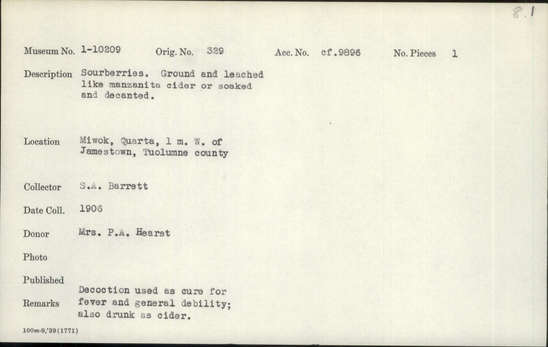 8.1
Museum No. 1-10209 Orig. No. 329 Acc. No. cf.9896 No. Pieces 1
Description Sourberries. Ground and leached
like manzanita cider or soaked
and decanted.
Location Miwok, Quarta, 1 m. W. of
Jamestown, Tuolumne county
Collector S.A. Barrett
Date Coll. 1906
Donor Mrs. P.A. Hearst
Photo
Published
Remarks Decoction used as cure for
fever and general debility;
also drunk as cider.
100m-9,'39(1771)